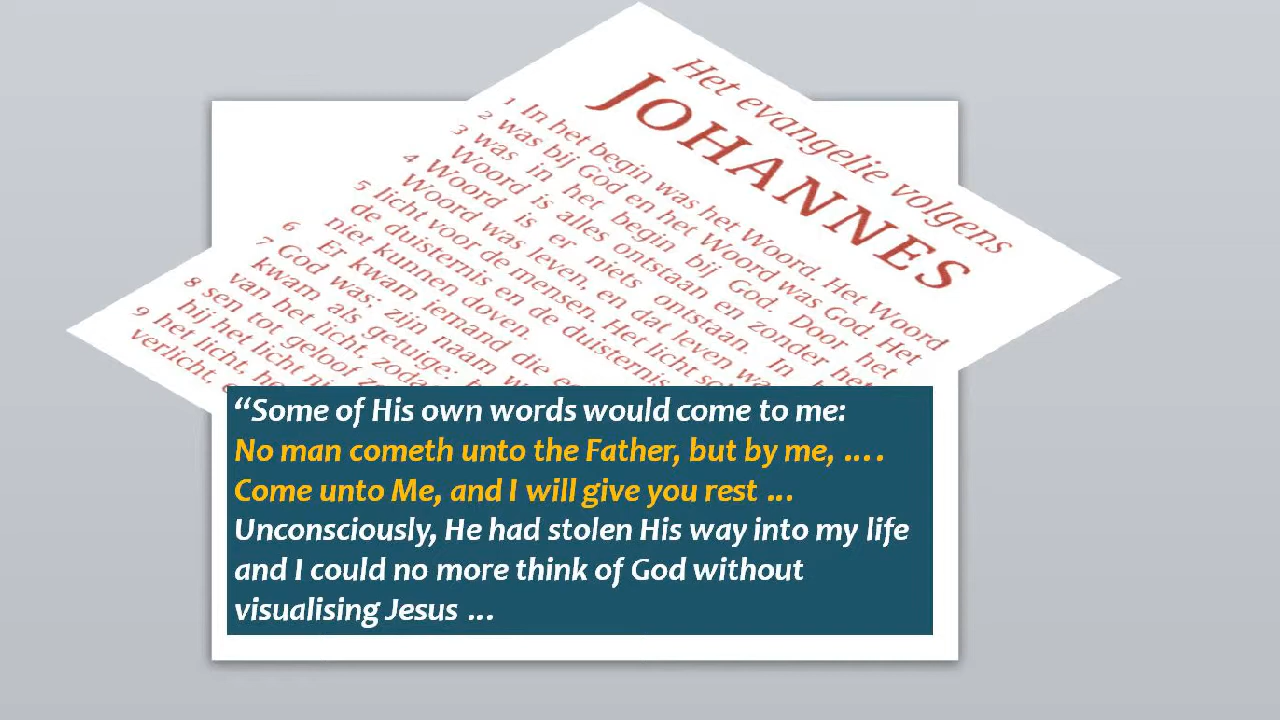 Het evangelie volgens
JOHANNES
1 In het begin was het Woord. Het Woord
2 was bij God en het Woord was God. Het
3 was in het begin bij God. Door het
Woord is alles ontstaan en zonder het
4 Woord is er niets ontstaan. In
Woord was leven, en dat leven
5 licht voor de mensen. Het licht
de duisternis en de duisternis
niet kunnen doven.
6 Er kwam iemand die
7 God was; zijn naam
kwam als getuige:
van het licht,
8 sen tot geloof
hij het licht
9 het licht,
verlicht,
“Some of His own words would come to me:
No man cometh unto the Father, but by me, ….
Come unto Me, and I will give you rest …
Unconsciously, He had stolen His way into my life
and I could no more think of God without
visualising Jesus …